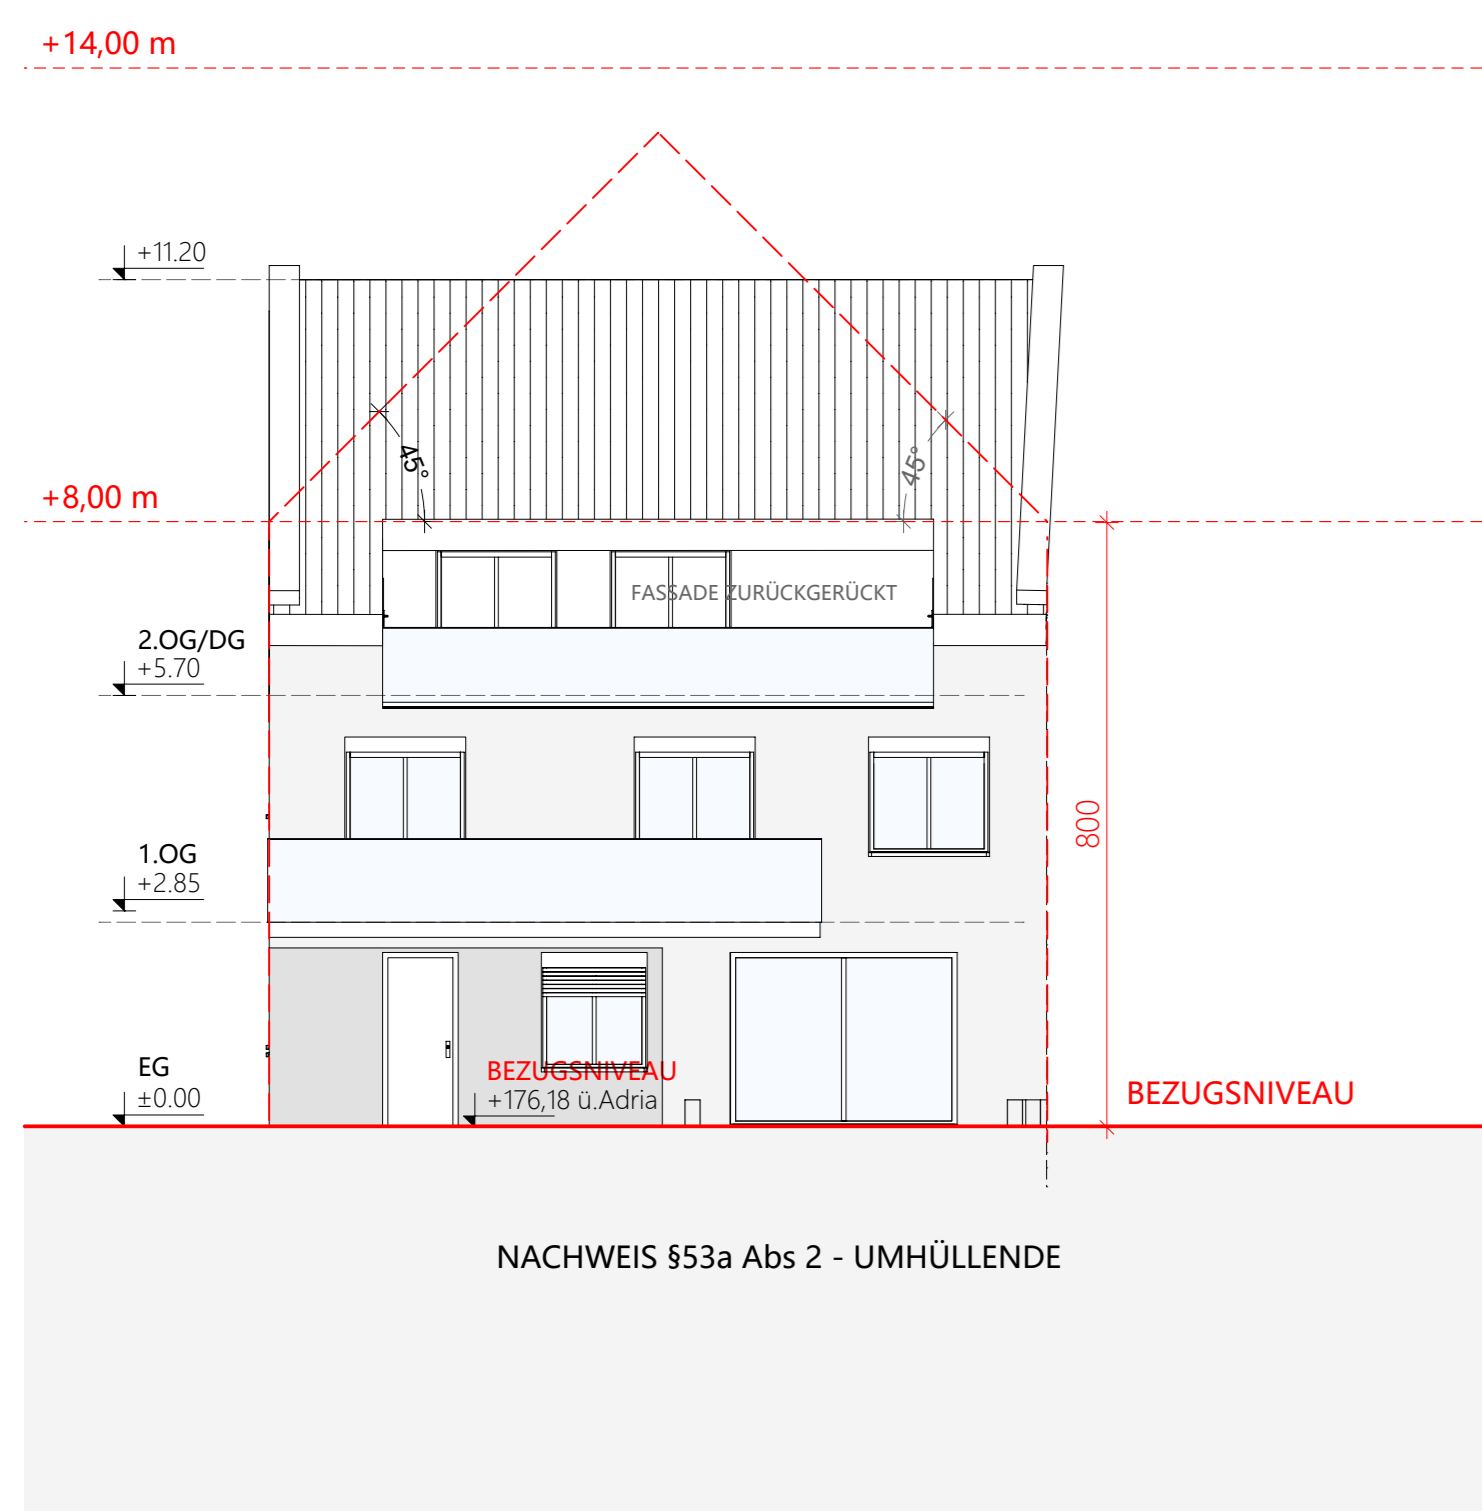 +14,00 m
+11.20
45°
45°
+8,00 m
FASSADE ZURÜCKGERÜCKT
2.OG/DG
+5.70
800
1.OG
+2.85
EG
±0.00
BEZUGSNIVEAU
+176,18 ü.Adria
BEZUGSNIVEAU
NACHWEIS §53a Abs 2 - UMHÜLLENDE